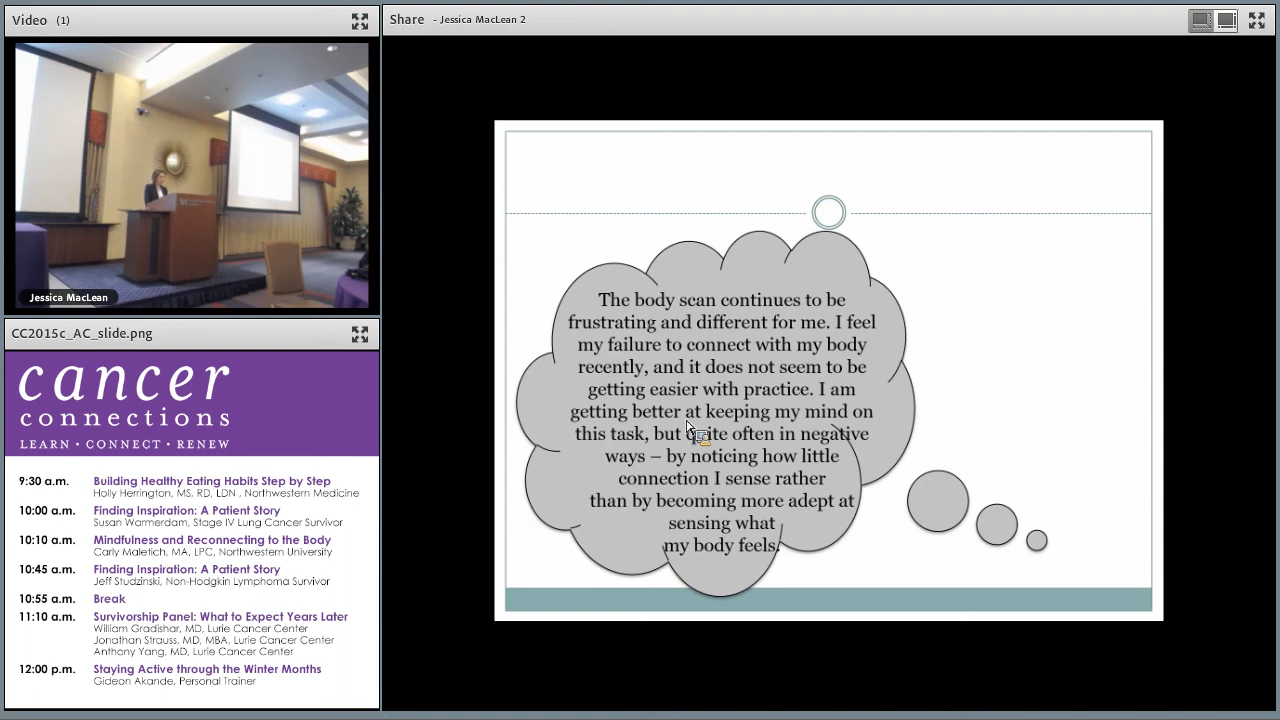 Video (1)
Jessica MacLean
CC2015c_AC_slide.png
cancer
connections
LEARN • CONNECT • RENEW
9:30 a.m. Building Healthy Eating Habits Step by Step
Holly Herrington, MS, RD, LDN , Northwestern Medicine
10:00 a.m. Finding Inspiration: A Patient Story
Susan Warmerdam, Stage IV Lung Cancer Survivor
10:10 a.m. Mindfulness and Reconnecting to the Body
Carly Maletich, MA, LPC, Northwestern University
10:45 a.m. Finding Inspiration: A Patient Story
Jeff Studzinski, Non-Hodgkin Lymphoma Survivor
10:55 a.m. Break
11:10 a.m. Survivorship Panel: What to Expect Years Later
William Gradishar, MD, Lurie Cancer Center
Jonathan Strauss, MD, MBA, Lurie Cancer Center
Anthony Yang, MD, Lurie Cancer Center
12:00 p.m. Staying Active through the Winter Months
Gideon Akande, Personal Trainer
Share - Jessica MacLean 2
The body scan continues to be
frustrating and different for me. I feel
my failure to connect with my body
recently, and it does not seem to be
getting easier with practice. I am
getting better at keeping my mind on
this task, but quite often in negative
ways – by noticing how little
connection I sense rather
than by becoming more adept at
sensing what
my body feels.